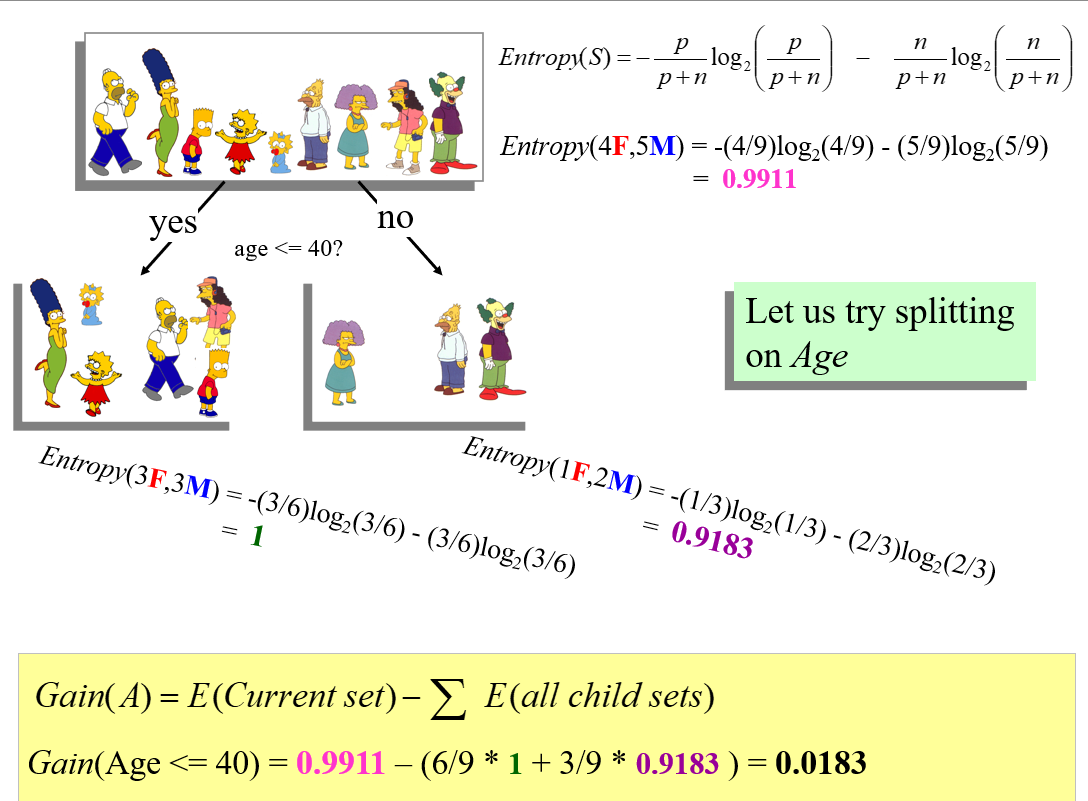 Entropy(S) = − p/(p+n) log₂(p/(p+n)) − n/(p+n) log₂(n/(p+n))
Entropy(4F,5M) = -(4/9)log₂(4/9) - (5/9)log₂(5/9)
= 0.9911
yes
no
age <= 40?
Let us try splitting
on Age
Entropy(3F,3M) = -(3/6)log₂(3/6) - (3/6)log₂(3/6)
= 1
Entropy(1F,2M) = -(1/3)log₂(1/3) - (2/3)log₂(2/3)
= 0.9183
Gain(A) = E(Current set) − ∑ E(all child sets)
Gain(Age <= 40) = 0.9911 – (6/9 * 1 + 3/9 * 0.9183 ) = 0.0183